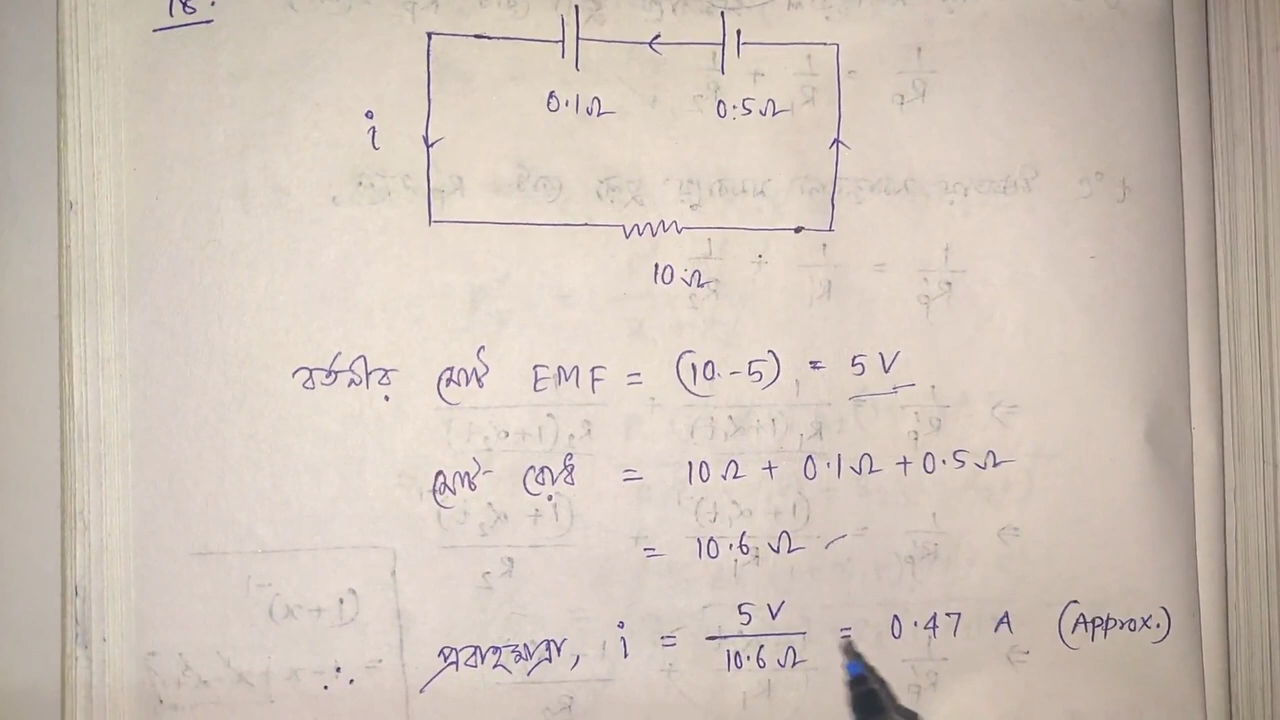 18.
0.1Ω 0.5Ω
i
10Ω
বর্তনীর মোট EMF = (10-5) = 5 V
মোট রোধ = 10Ω + 0.1Ω + 0.5Ω
= 10.6 Ω
∴ প্রবাহমাত্রা, i = 5 V / 10.6 Ω = 0.47 A (Approx.)